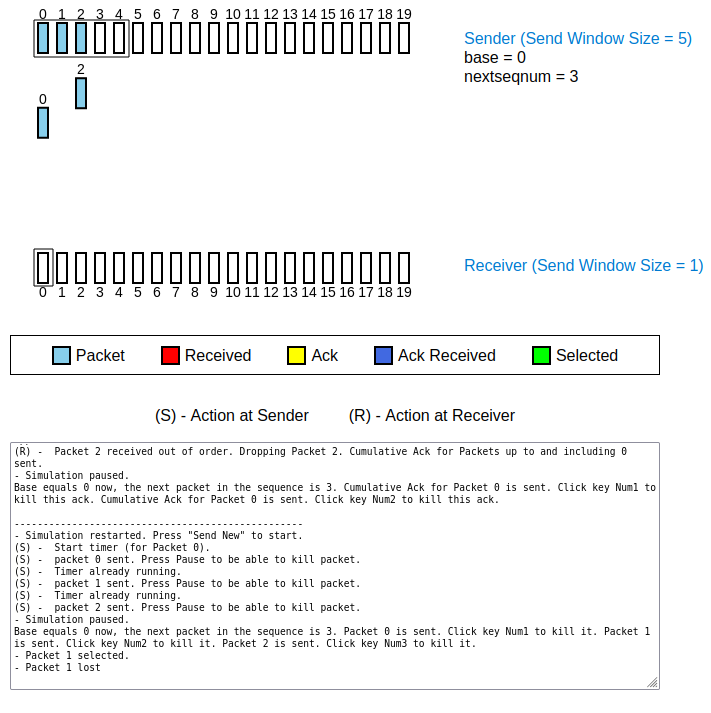 0 1 2 3 4 5 6 7 8 9 10 11 12 13 14 15 16 17 18 19
Sender (Send Window Size = 5)
base = 0
nextseqnum = 3
2
0
Receiver (Send Window Size = 1)
0 1 2 3 4 5 6 7 8 9 10 11 12 13 14 15 16 17 18 19
Packet Received Ack Ack Received Selected
(S) - Action at Sender (R) - Action at Receiver
(R) -  Packet 2 received out of order. Dropping Packet 2. Cumulative Ack for Packets up to and including 0
sent.
- Simulation paused.
Base equals 0 now, the next packet in the sequence is 3. Cumulative Ack for Packet 0 is sent. Click key Num1 to
kill this ack. Cumulative Ack for Packet 0 is sent. Click key Num2 to kill this ack.
--------------------------------------------------
- Simulation restarted. Press "Send New" to start.
(S) -  Start timer (for Packet 0).
(S) -  packet 0 sent. Press Pause to be able to kill packet.
(S) -  Timer already running.
(S) -  packet 1 sent. Press Pause to be able to kill packet.
(S) -  Timer already running.
(S) -  packet 2 sent. Press Pause to be able to kill packet.
- Simulation paused.
Base equals 0 now, the next packet in the sequence is 3. Packet 0 is sent. Click key Num1 to kill it. Packet 1
is sent. Click key Num2 to kill it. Packet 2 is sent. Click key Num3 to kill it.
- Packet 1 selected.
- Packet 1 lost